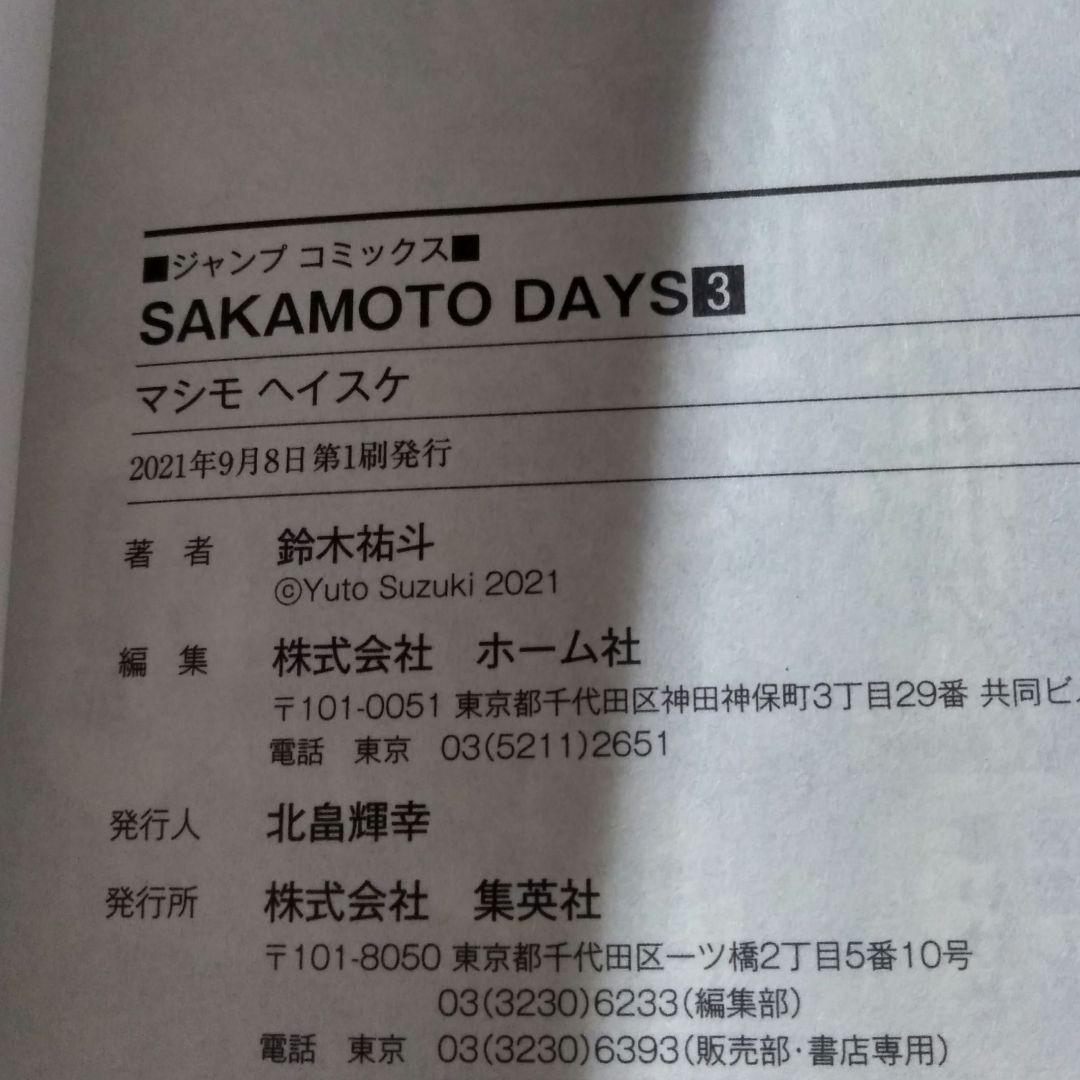 ■ジャンプ コミックス■
SAKAMOTO DAYS3
マシモ ヘイスケ
2021年9月8日第1刷発行
著 者 鈴木祐斗
©Yuto Suzuki 2021
編 集 株式会社 ホーム社
〒101-0051 東京都千代田区神田神保町3丁目29番 共同ビ
電話 東京 03(5211)2651
発行人 北畠輝幸
発行所 株式会社 集英社
〒101-8050 東京都千代田区一ツ橋2丁目5番10号
03(3230)6233(編集部)
電話 東京 03(3230)6393(販売部・書店専用)